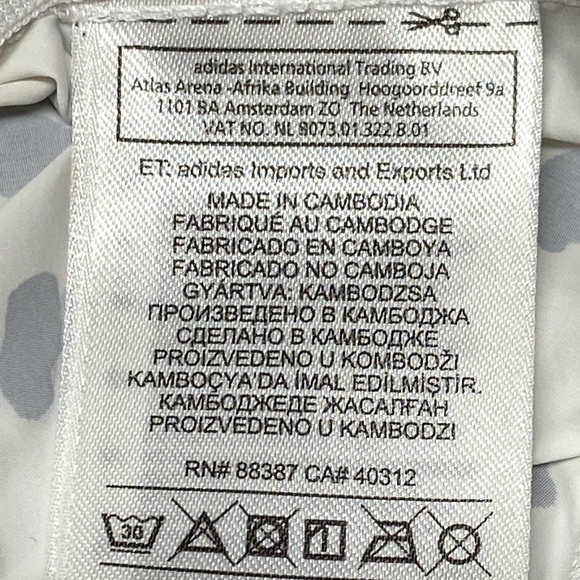 adidas International Trading BV
Atlas Arena -Afrika Building Hoogoorddreef 9a
1101 BA Amsterdam ZO The Netherlands
VAT NO. NL 8073.01.322.B.01
ET: adidas Imports and Exports Ltd
MADE IN CAMBODIA
FABRIQUÉ AU CAMBODGE
FABRICADO EN CAMBOYA
FABRICADO NO CAMBOJA
GYÁRTVA: KAMBODZSA
ПРОИЗВЕДЕНО В КАМБОДЖА
СДЕЛАНО В КАМБОДЖЕ
PROIZVEDENO U KOMBODŽI
KAMBOÇYA'DA İMAL EDİLMİŞTİR.
КАМБОДЖЕДЕ ЖАСАЛҒАН
PROIZVEDENO U KAMBODZI
RN# 88387 CA# 40312
30